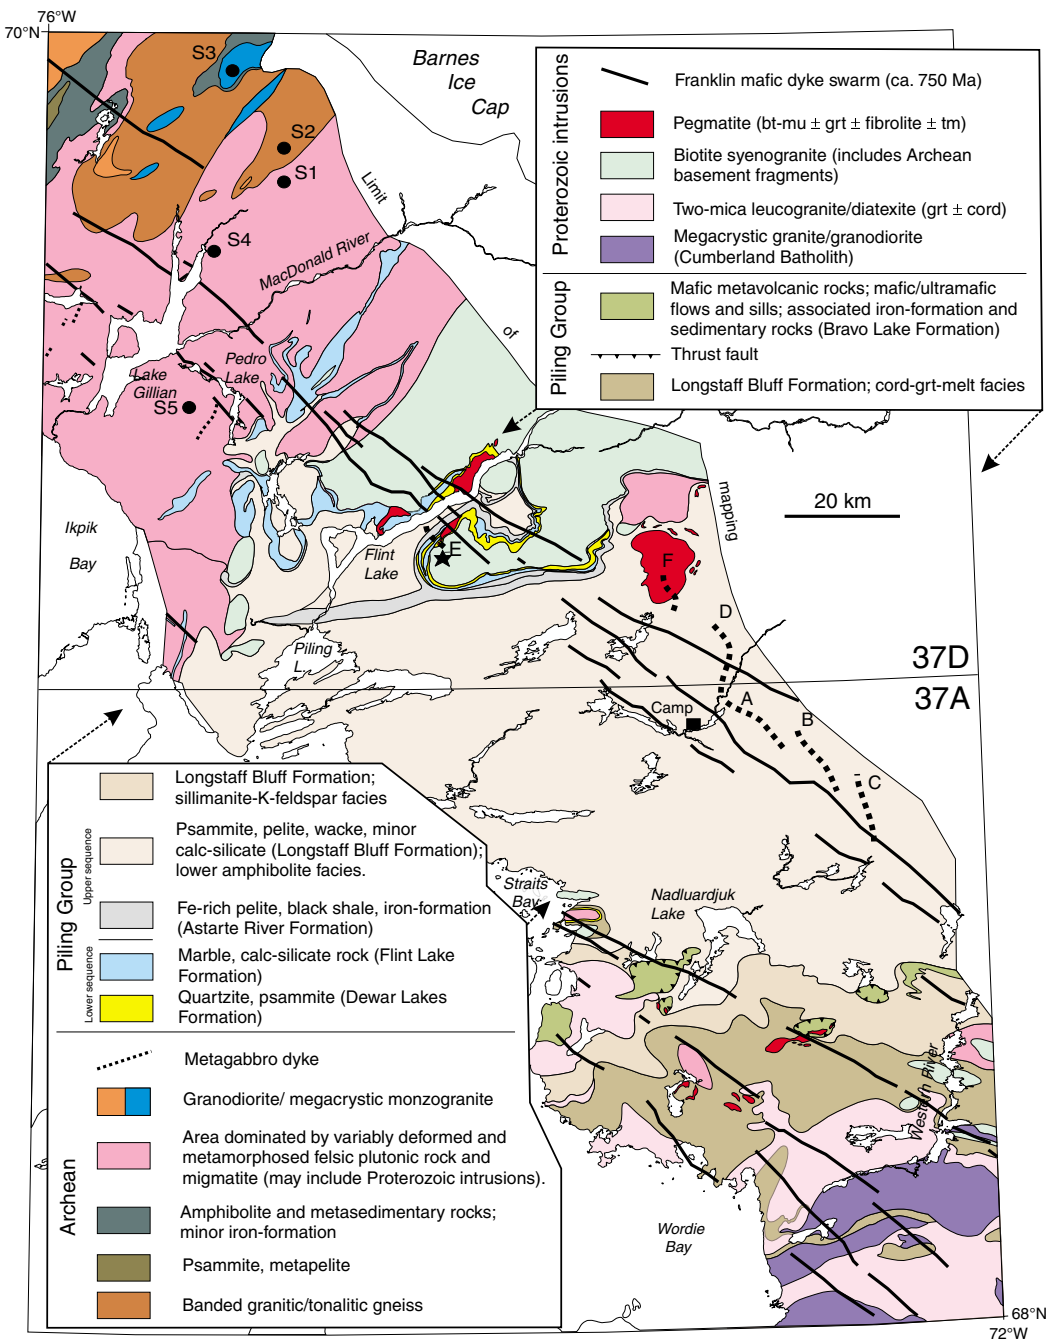 76°W
70°N
Barnes
Ice
Cap
S3
S2
S1
S4
S5
Limit
of
mapping
MacDonald River
Pedro
Lake
Lake
Gillian
Proterozoic intrusions
Franklin mafic dyke swarm (ca. 750 Ma)
Pegmatite (bt-mu ± grt ± fibrolite ± tm)
Biotite syenogranite (includes Archean
basement fragments)
Two-mica leucogranite/diatexite (grt ± cord)
Megacrystic granite/granodiorite
(Cumberland Batholith)
Piling Group
Mafic metavolcanic rocks; mafic/ultramafic
flows and sills; associated iron-formation and
sedimentary rocks (Bravo Lake Formation)
Thrust fault
Longstaff Bluff Formation; cord-grt-melt facies
20 km
Ikpik
Bay
Flint
Lake
E
F
D
Piling
L.
37D
37A
Camp
A
B
C
Straits
Bay
Nadluardjuk
Lake
Western River
Wordie
Bay
Piling Group
Upper sequence
Longstaff Bluff Formation;
sillimanite-K-feldspar facies
Psammite, pelite, wacke, minor
calc-silicate (Longstaff Bluff Formation);
lower amphibolite facies.
Fe-rich pelite, black shale, iron-formation
(Astarte River Formation)
Lower sequence
Marble, calc-silicate rock (Flint Lake
Formation)
Quartzite, psammite (Dewar Lakes
Formation)
Archean
Metagabbro dyke
Granodiorite/ megacrystic monzogranite
Area dominated by variably deformed and
metamorphosed felsic plutonic rock and
migmatite (may include Proterozoic intrusions).
Amphibolite and metasedimentary rocks;
minor iron-formation
Psammite, metapelite
Banded granitic/tonalitic gneiss
68°N
72°W